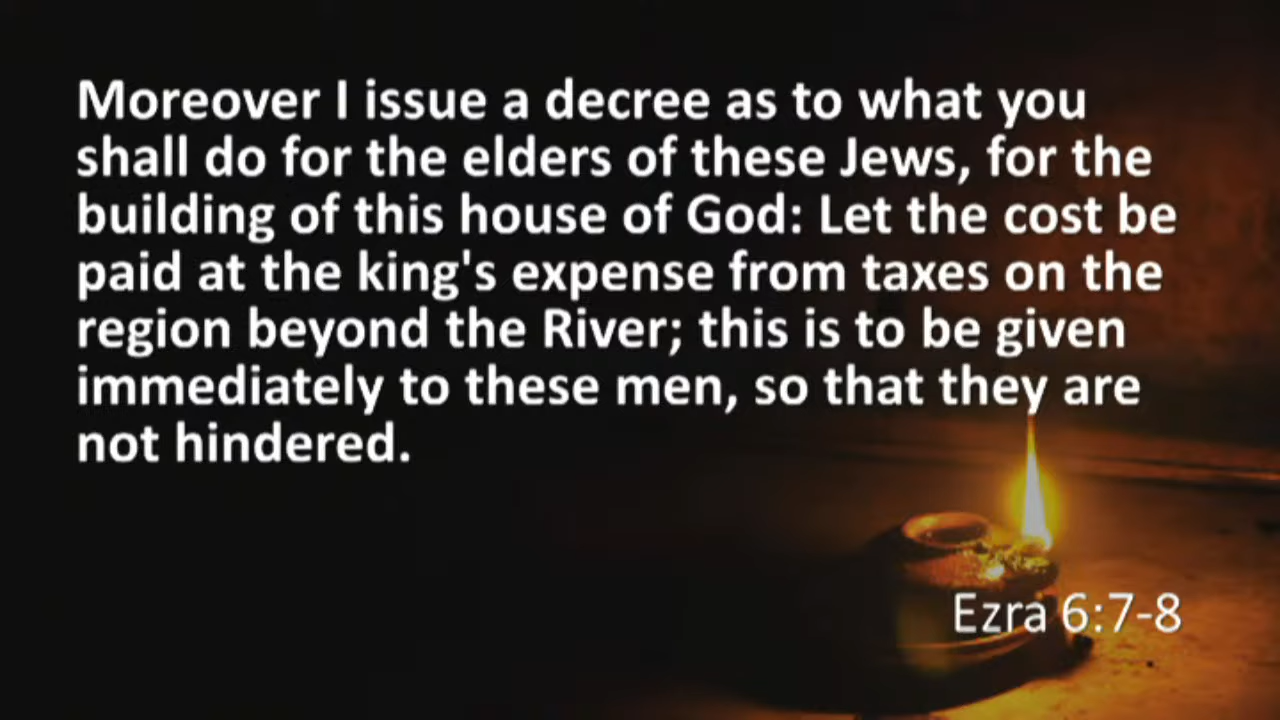 Moreover I issue a decree as to what you
shall do for the elders of these Jews, for the
building of this house of God: Let the cost be
paid at the king's expense from taxes on the
region beyond the River; this is to be given
immediately to these men, so that they are
not hindered.
Ezra 6:7-8